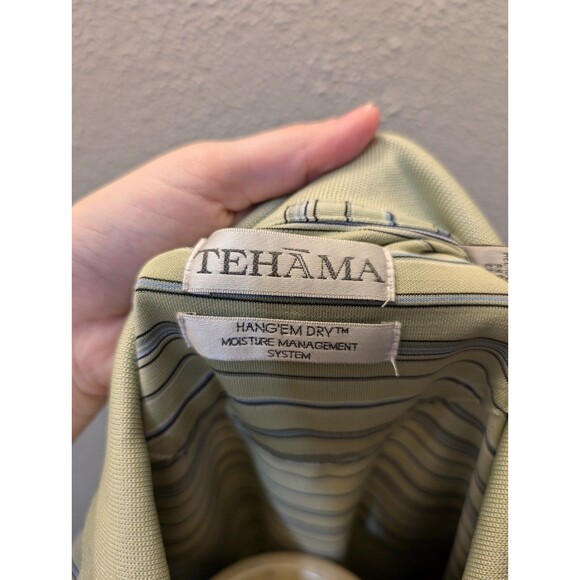 TEHĀMA
HANG'EM DRY™
MOISTURE MANAGEMENT
SYSTEM